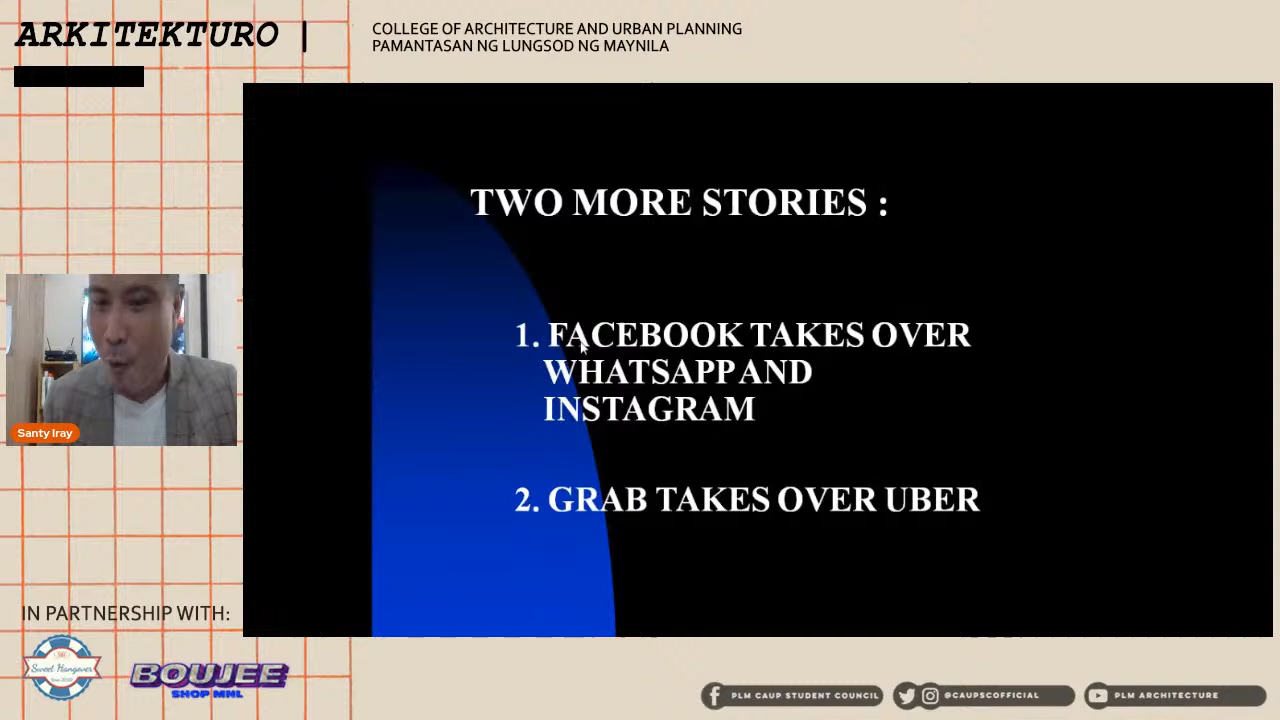 ARKITEKTURO |
COLLEGE OF ARCHITECTURE AND URBAN PLANNING
PAMANTASAN NG LUNGSOD NG MAYNILA
TWO MORE STORIES :
1. FACEBOOK TAKES OVER
WHATSAPP AND
INSTAGRAM
2. GRAB TAKES OVER UBER
Santy Iray
IN PARTNERSHIP WITH:
Sweet Hangover
BOUJEE
SHOP MNL
PLM CAUP STUDENT COUNCIL
@CAUPSCOFFICIAL
PLM ARCHITECTURE